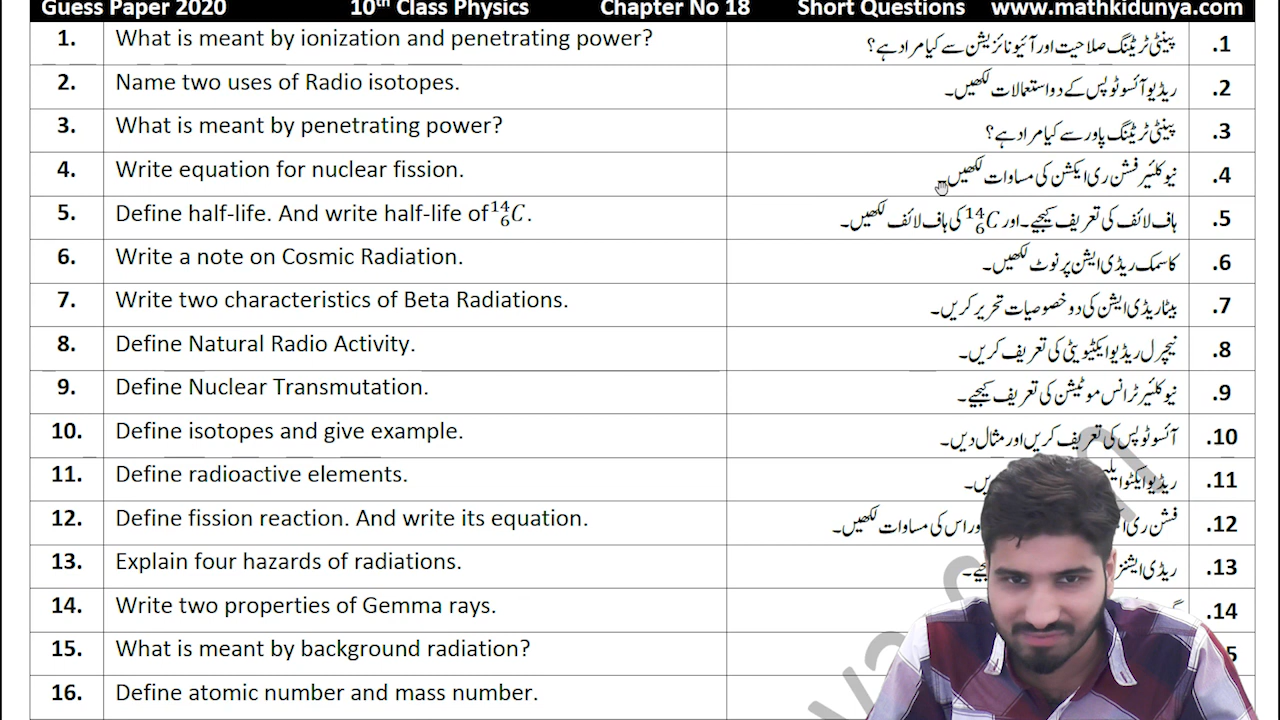 Guess Paper 2020 10th Class Physics Chapter No 18 Short Questions www.mathkidunya.com
1. What is meant by ionization and penetrating power? پینٹی ٹریٹنگ صلاحیت اور آئیونائزیشن سے کیا مراد ہے؟ .1
2. Name two uses of Radio isotopes. ریڈیو آئسوٹوپس کے دو استعمالات لکھیں۔ .2
3. What is meant by penetrating power? پینٹی ٹریٹنگ پاور سے کیا مراد ہے؟ .3
4. Write equation for nuclear fission. نیوکلئیر فشن ری ایکشن کی مساوات لکھیں۔ .4
5. Define half-life. And write half-life of ¹⁴₆C. ہاف لائف کی تعریف کیجیے۔ اور ¹⁴₆C کی ہاف لائف لکھیں۔ .5
6. Write a note on Cosmic Radiation. کاسمک ریڈی ایشن پر نوٹ لکھیں۔ .6
7. Write two characteristics of Beta Radiations. بیٹا ریڈی ایشن کی دو خصوصیات تحریر کریں۔ .7
8. Define Natural Radio Activity. نیچرل ریڈیو ایکٹیویٹی کی تعریف کریں۔ .8
9. Define Nuclear Transmutation. نیوکلئیر ٹرانس موٹیشن کی تعریف کیجیے۔ .9
10. Define isotopes and give example. آئسوٹوپس کی تعریف کریں اور مثال دیں۔ .10
11. Define radioactive elements. .11
12. Define fission reaction. And write its equation. فشن ری اس کی مساوات لکھیں۔ .12
13. Explain four hazards of radiations. ریڈی ایشنز .13
14. Write two properties of Gemma rays. .14
15. What is meant by background radiation?
16. Define atomic number and mass number.